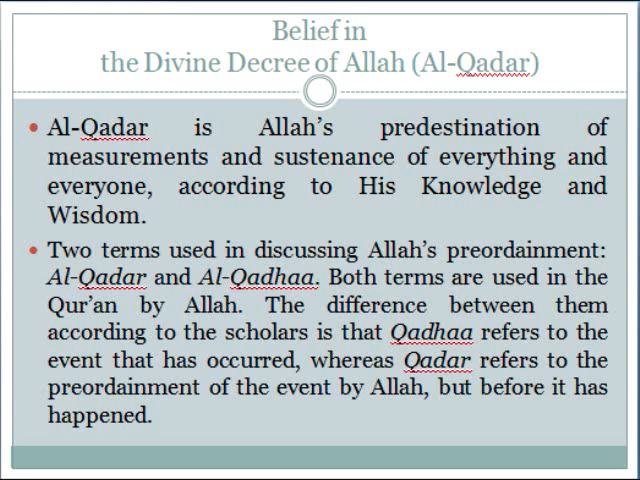 Belief in
the Divine Decree of Allah (Al-Qadar)
• Al-Qadar is Allah's predestination of
measurements and sustenance of everything and
everyone, according to His Knowledge and
Wisdom.
• Two terms used in discussing Allah's preordainment:
Al-Qadar and Al-Qadhaa. Both terms are used in the
Qur'an by Allah. The difference between them
according to the scholars is that Qadhaa refers to the
event that has occurred, whereas Qadar refers to the
preordainment of the event by Allah, but before it has
happened.